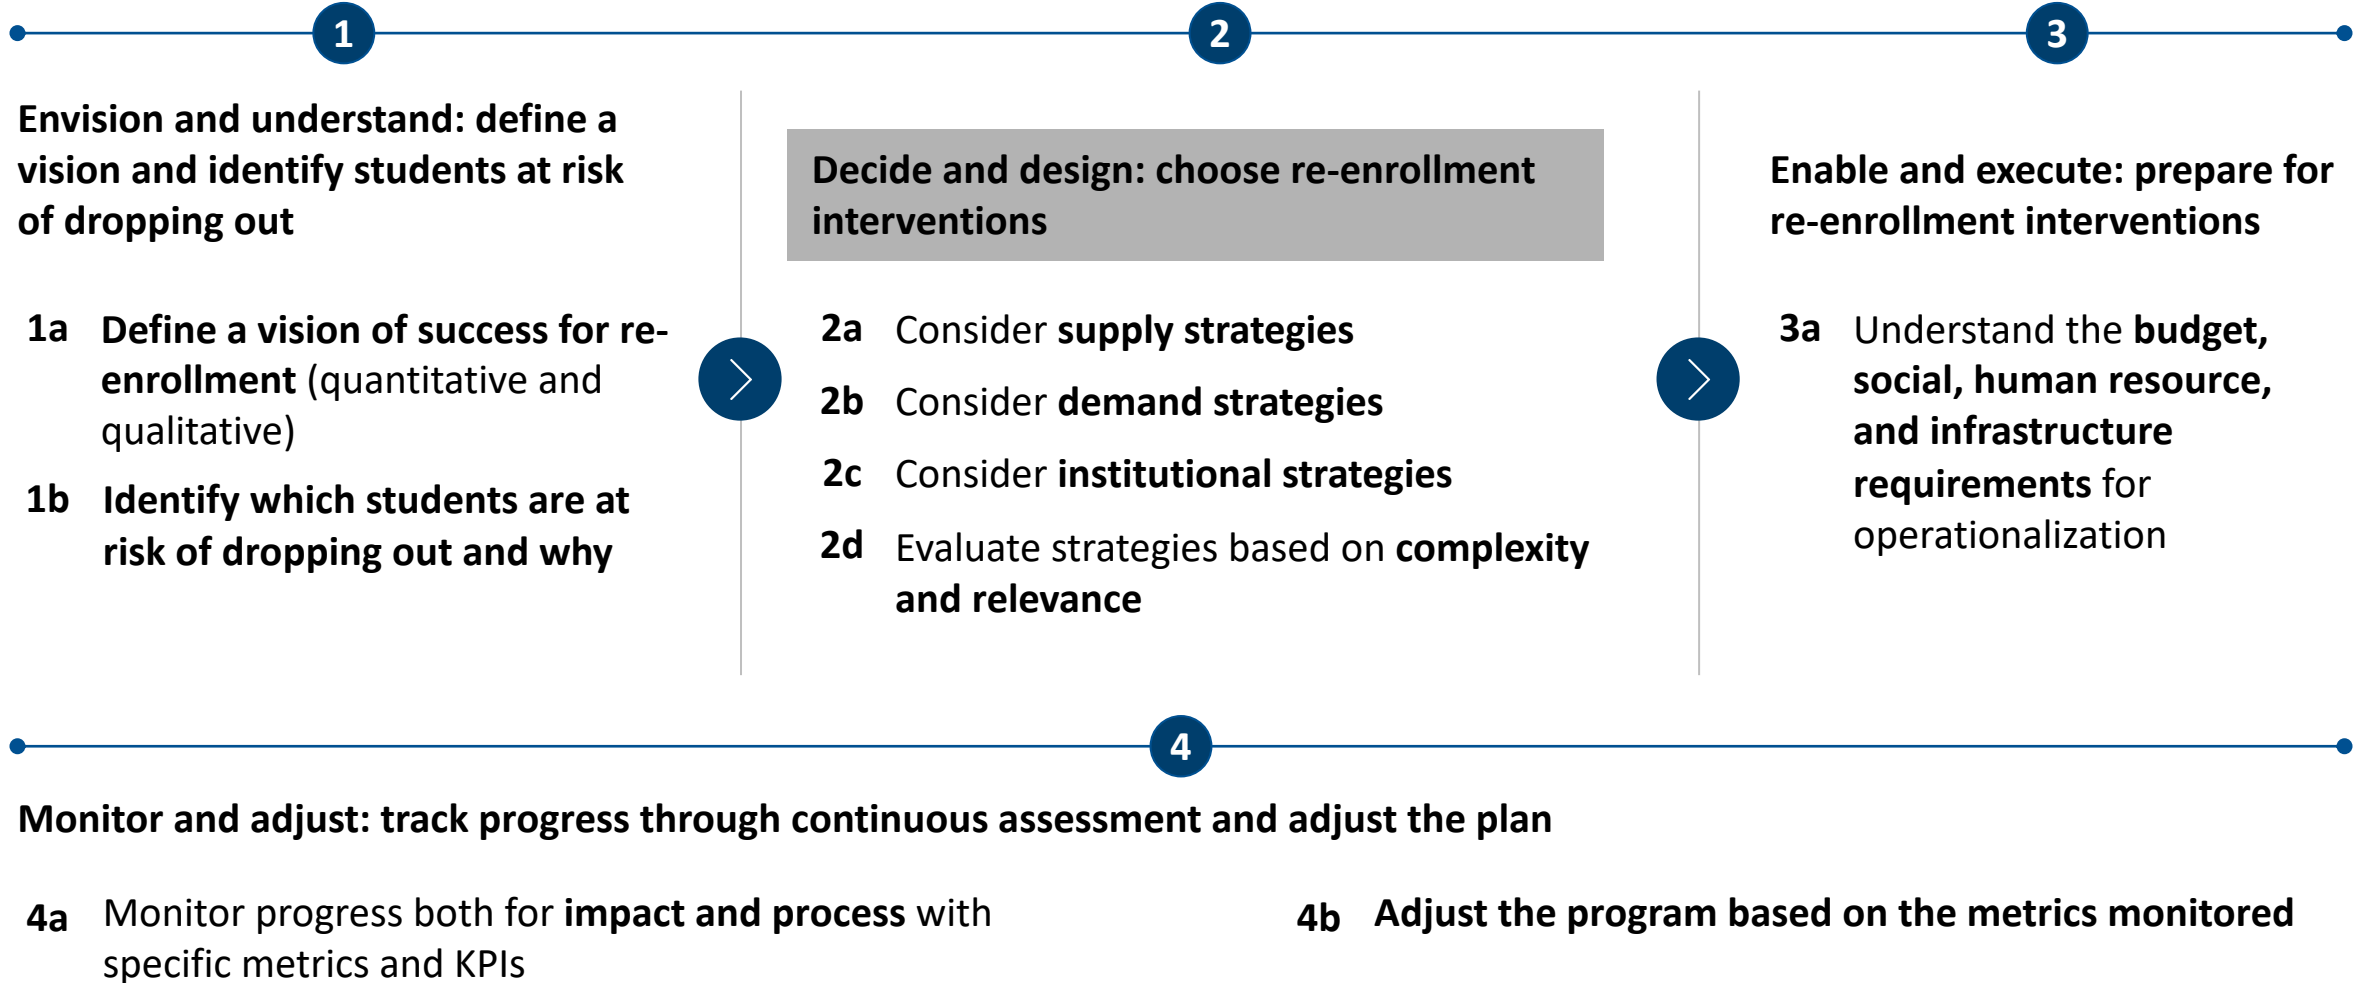 1
2
3
Envision and understand: define a
vision and identify students at risk
of dropping out
1a Define a vision of success for re-
enrollment (quantitative and
qualitative)
1b Identify which students are at
risk of dropping out and why
Decide and design: choose re-enrollment
interventions
2a Consider supply strategies
2b Consider demand strategies
2c Consider institutional strategies
2d Evaluate strategies based on complexity
and relevance
Enable and execute: prepare for
re-enrollment interventions
3a Understand the budget,
social, human resource,
and infrastructure
requirements for
operationalization
4
Monitor and adjust: track progress through continuous assessment and adjust the plan
4a Monitor progress both for impact and process with
specific metrics and KPIs
4b Adjust the program based on the metrics monitored